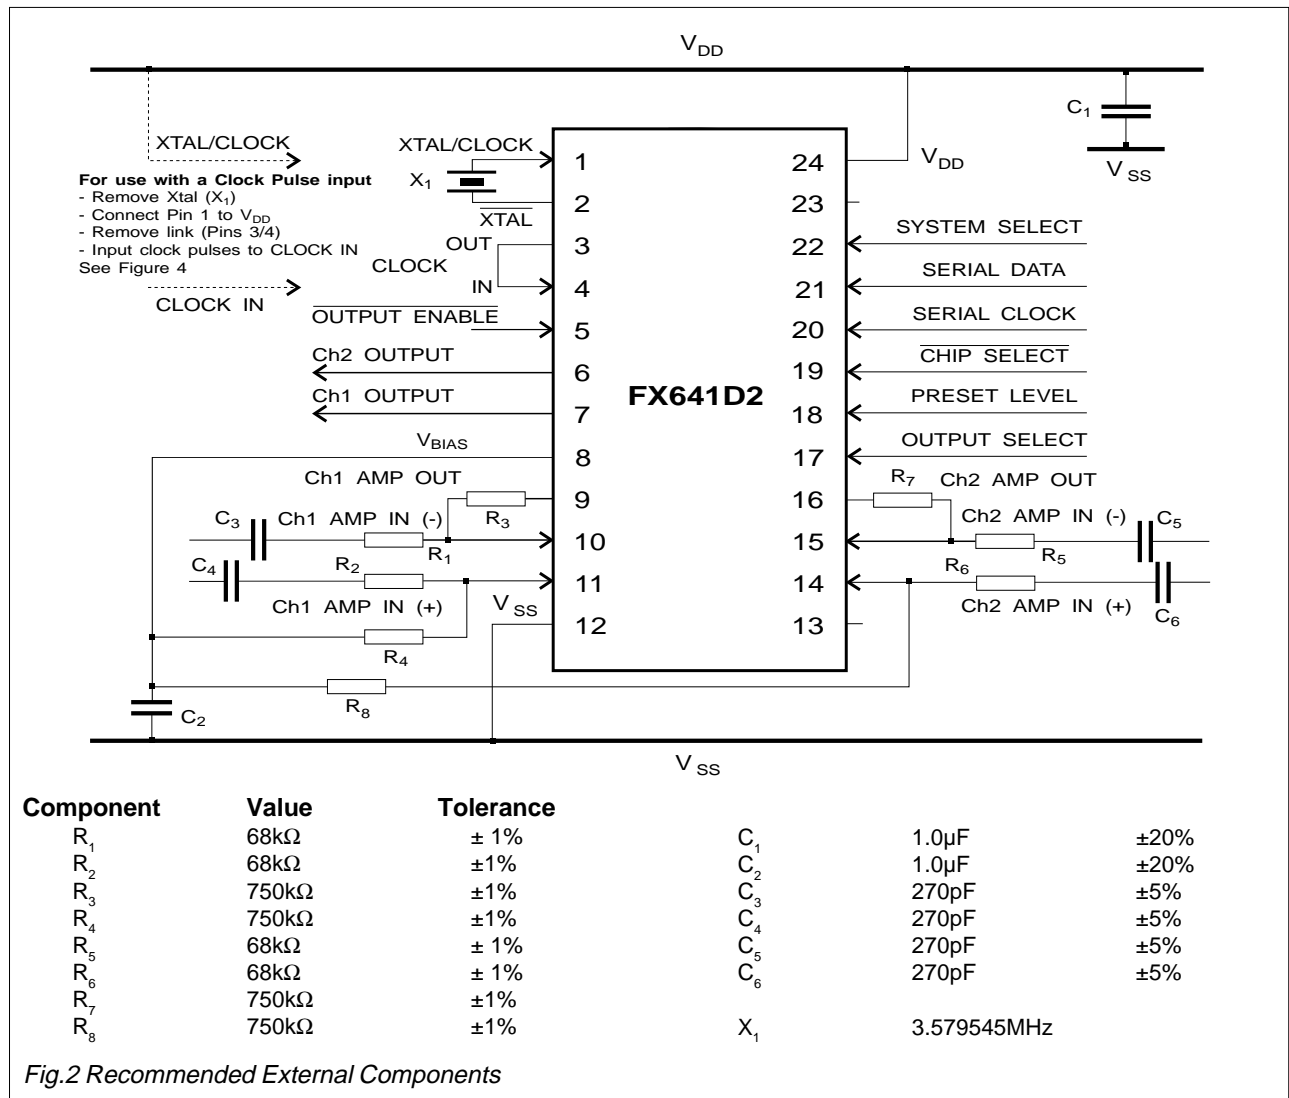 V DD
XTAL/CLOCK
For use with a Clock Pulse input
- Remove Xtal (X1)
- Connect Pin 1 to VDD
- Remove link (Pins 3/4)
- Input clock pulses to CLOCK IN
See Figure 4
CLOCK IN
XTAL/CLOCK
X1
XTAL
OUT
CLOCK
IN
OUTPUT ENABLE
Ch2 OUTPUT
Ch1 OUTPUT
VBIAS
Ch1 AMP OUT
R3
C3
Ch1 AMP IN (-)
R1
C4
R2
Ch1 AMP IN (+)
V SS
R4
R8
C2
1
2
3
4
5
6
7
8
9
10
11
12
FX641D2
24
23
22
21
20
19
18
17
16
15
14
13
VDD
C1
V SS
SYSTEM SELECT
SERIAL DATA
SERIAL CLOCK
CHIP SELECT
PRESET LEVEL
OUTPUT SELECT
R7
Ch2 AMP OUT
Ch2 AMP IN (-)
C5
R5
R6
Ch2 AMP IN (+)
C6
V SS
Component Value Tolerance
R1 68kΩ ± 1% C1 1.0µF ±20%
R2 68kΩ ±1% C2 1.0µF ±20%
R3 750kΩ ±1% C3 270pF ±5%
R4 750kΩ ±1% C4 270pF ±5%
R5 68kΩ ± 1% C5 270pF ±5%
R6 68kΩ ± 1% C6 270pF ±5%
R7 750kΩ ±1%
R8 750kΩ ±1% X1 3.579545MHz
Fig.2 Recommended External Components